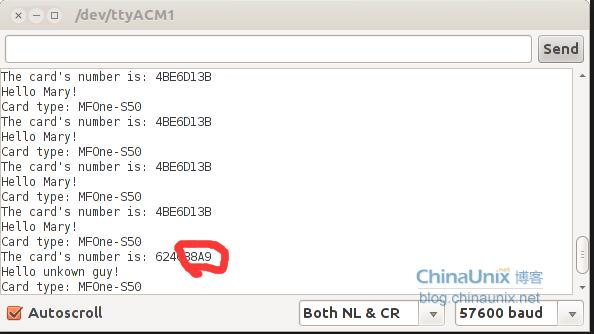 /dev/ttyACM1
Send
The card's number is: 4BE6D13B
Hello Mary!
Card type: MFOne-S50
The card's number is: 4BE6D13B
Hello Mary!
Card type: MFOne-S50
The card's number is: 4BE6D13B
Hello Mary!
Card type: MFOne-S50
The card's number is: 4BE6D13B
Hello Mary!
Card type: MFOne-S50
The card's number is:
Hello unkown guy!
Card type: MFOne-S50
ChinaUnix.net 博客
blog.chinaunix.net
Autoscroll
Both NL & CR
57600 baud